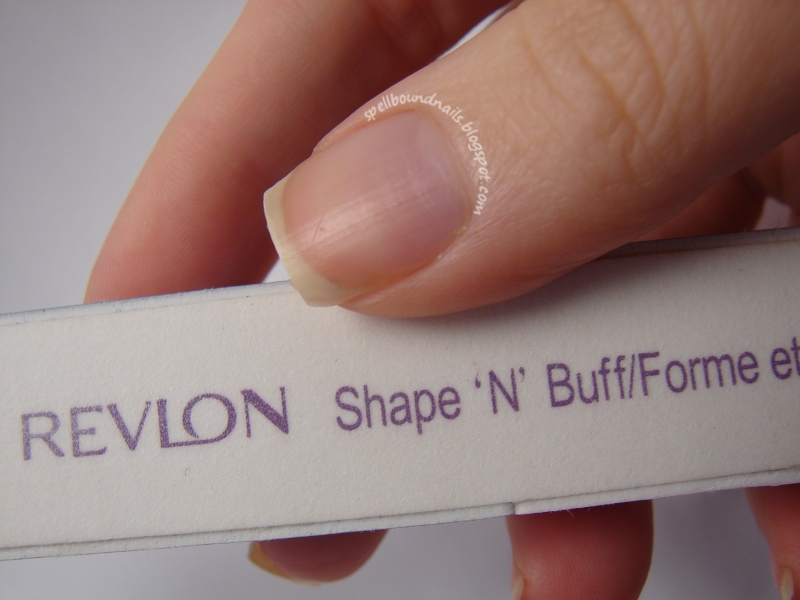 spellboundnails.blogspot.com
REVLON Shape 'N' Buff/Forme et